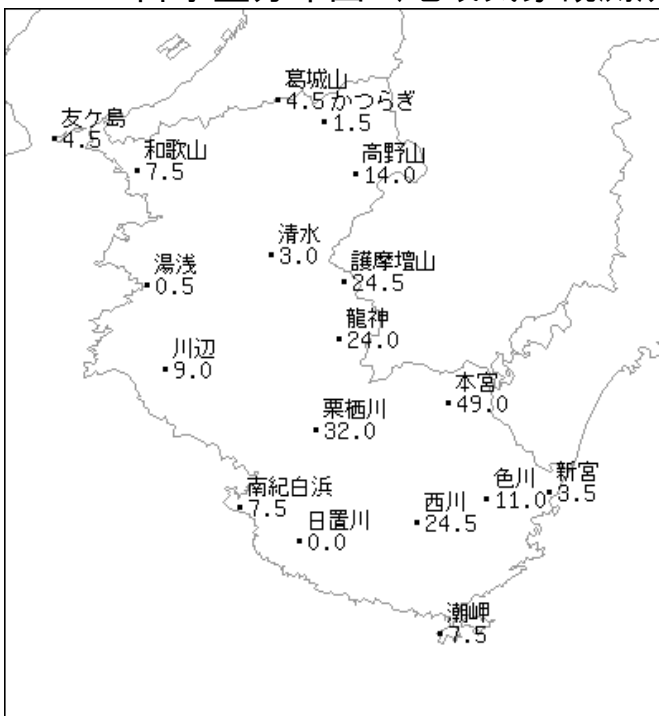 葛城山
4.5
かつらぎ
1.5
友ケ島
4.5
和歌山
7.5
高野山
14.0
清水
3.0
湯浅
0.5
護摩壇山
24.5
龍神
24.0
川辺
9.0
本宮
49.0
栗栖川
32.0
南紀白浜
7.5
日置川
0.0
西川
24.5
色川
11.0
新宮
3.5
潮岬
7.5